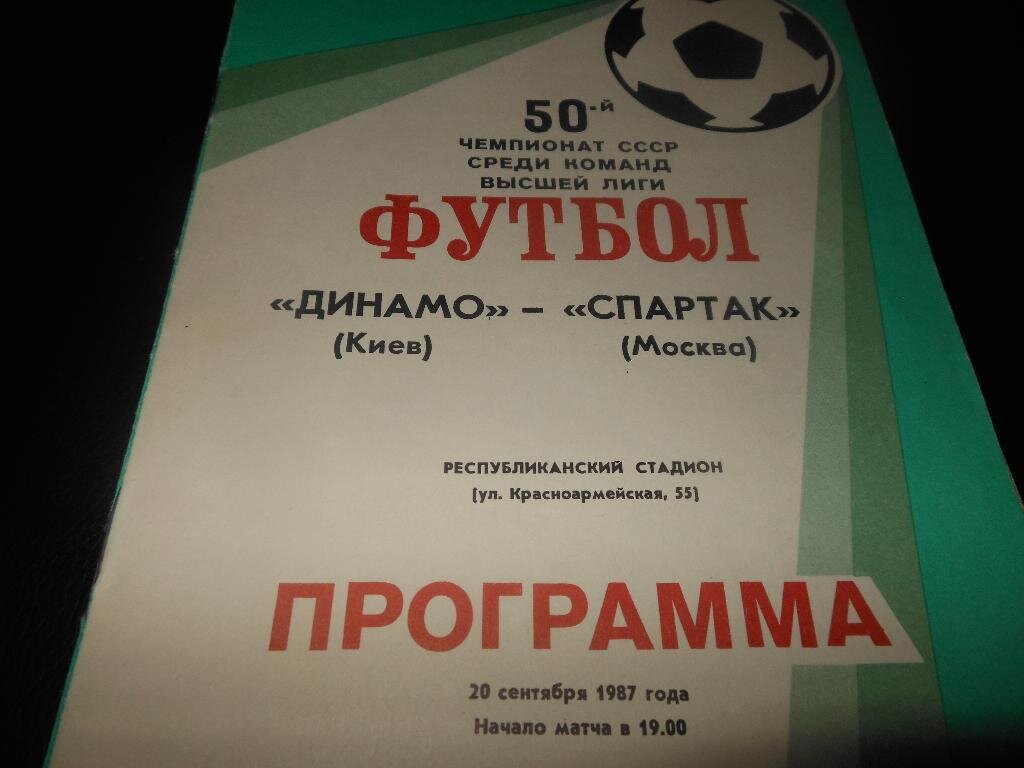 50-й
ЧЕМПИОНАТ СССР
СРЕДИ КОМАНД
ВЫСШЕЙ ЛИГИ
ФУТБОЛ
«ДИНАМО» – «СПАРТАК»
(Киев) (Москва)
РЕСПУБЛИКАНСКИЙ СТАДИОН
(ул. Красноармейская, 55)
ПРОГРАММА
20 сентября 1987 года
Начало матча в 19.00